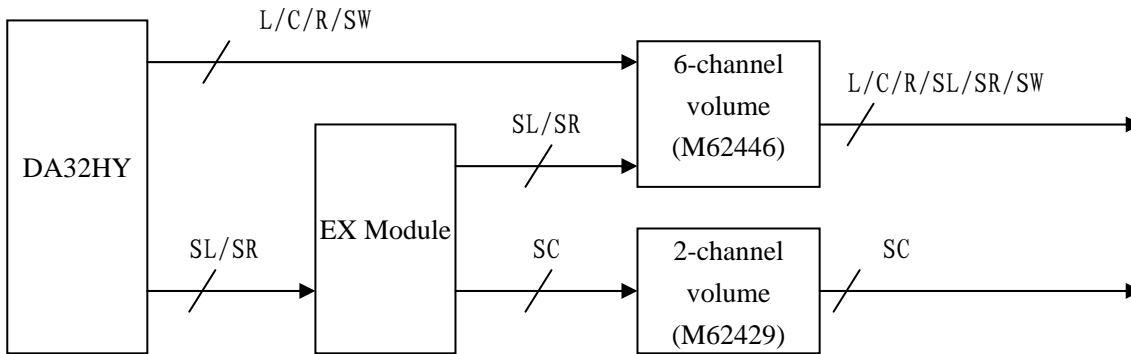 L/C/R/SW
6-channel
volume
(M62446)
L/C/R/SL/SR/SW
SL/SR
DA32HY
EX Module
SL/SR
SC
2-channel
volume
(M62429)
SC